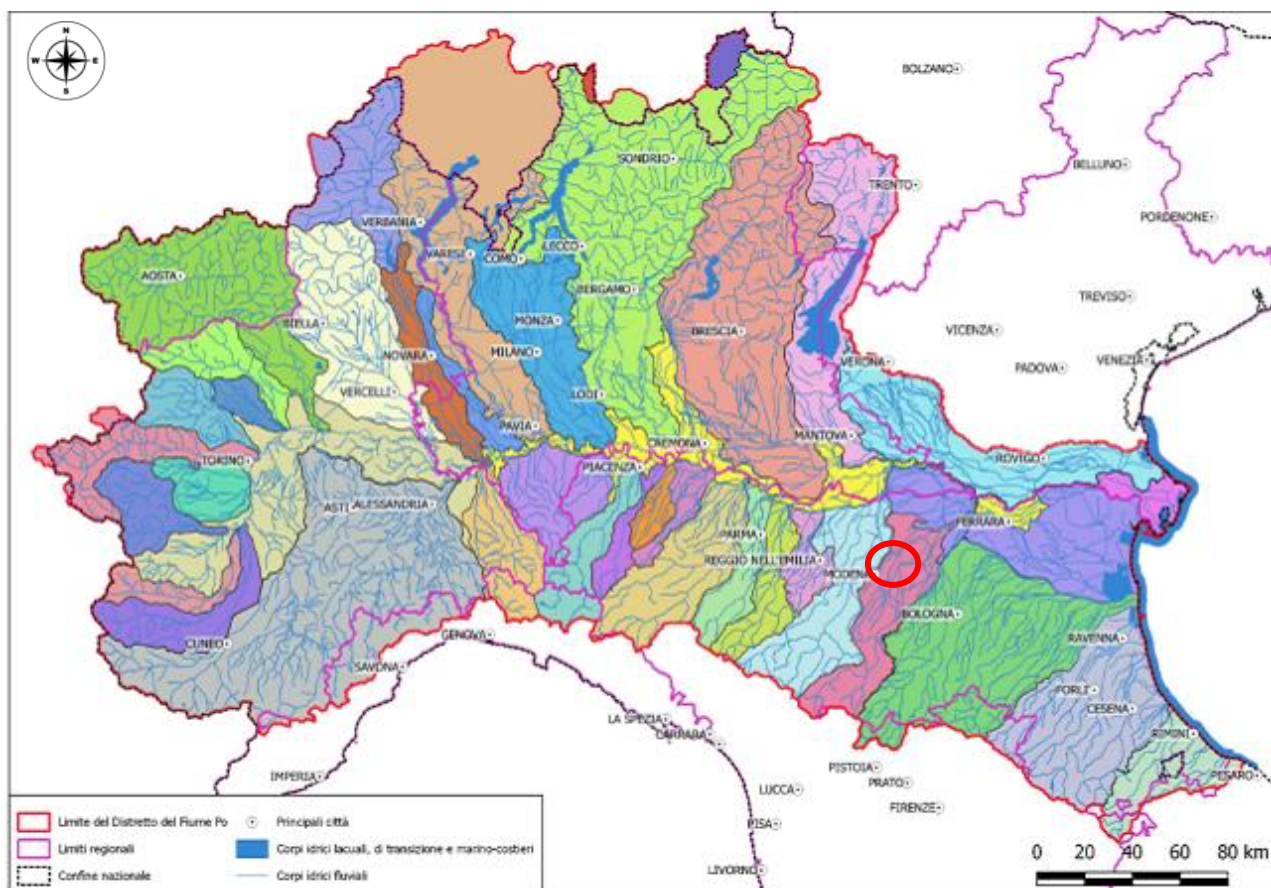 N
W E
S
BOLZANO
SONDRIO
BELLUNO
TRENTO
PORDENONE
VERBANIA
VARESE
COMO
LECCO
AOSTA
BERGAMO
TREVISO
BIELLA
MONZA
BRESCIA
VICENZA
NOVARA
MILANO
VERONA
PADOVA
VENEZIA
VERCELLI
LODI
PAVIA
CREMONA
MANTOVA
TORINO
PIACENZA
ROVIGO
ASTI
ALESSANDRIA
FERRARA
PARMA
REGGIO NELL'EMILIA
MODENA
BOLOGNA
CUNEO
GENOVA
RAVENNA
SAVONA
FORLI'
CESENA
LA SPEZIA
CARRARA
RIMINI
IMPERIA
PISTOIA
PRATO
PESARO
LUCCA
FIRENZE
PISA
LIVORNO
Limite del Distretto del Fiume Po
Principali città
Limiti regionali
Corpi idrici lacuali, di transizione e marino-costieri
Confine nazionale
Corpi idrici fluviali
0 20 40 60 80 km